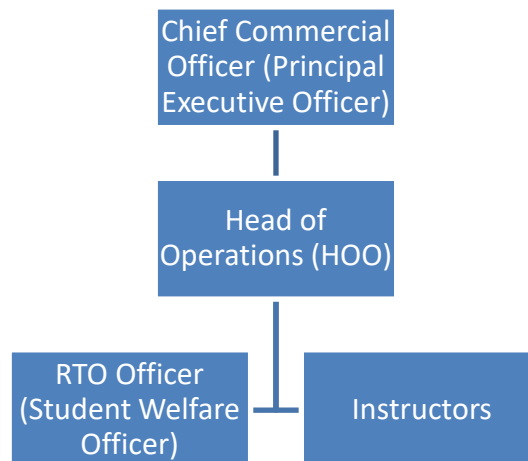 Chief Commercial
Officer (Principal
Executive Officer)
Head of
Operations (HOO)
RTO Officer
(Student Welfare
Officer)
Instructors